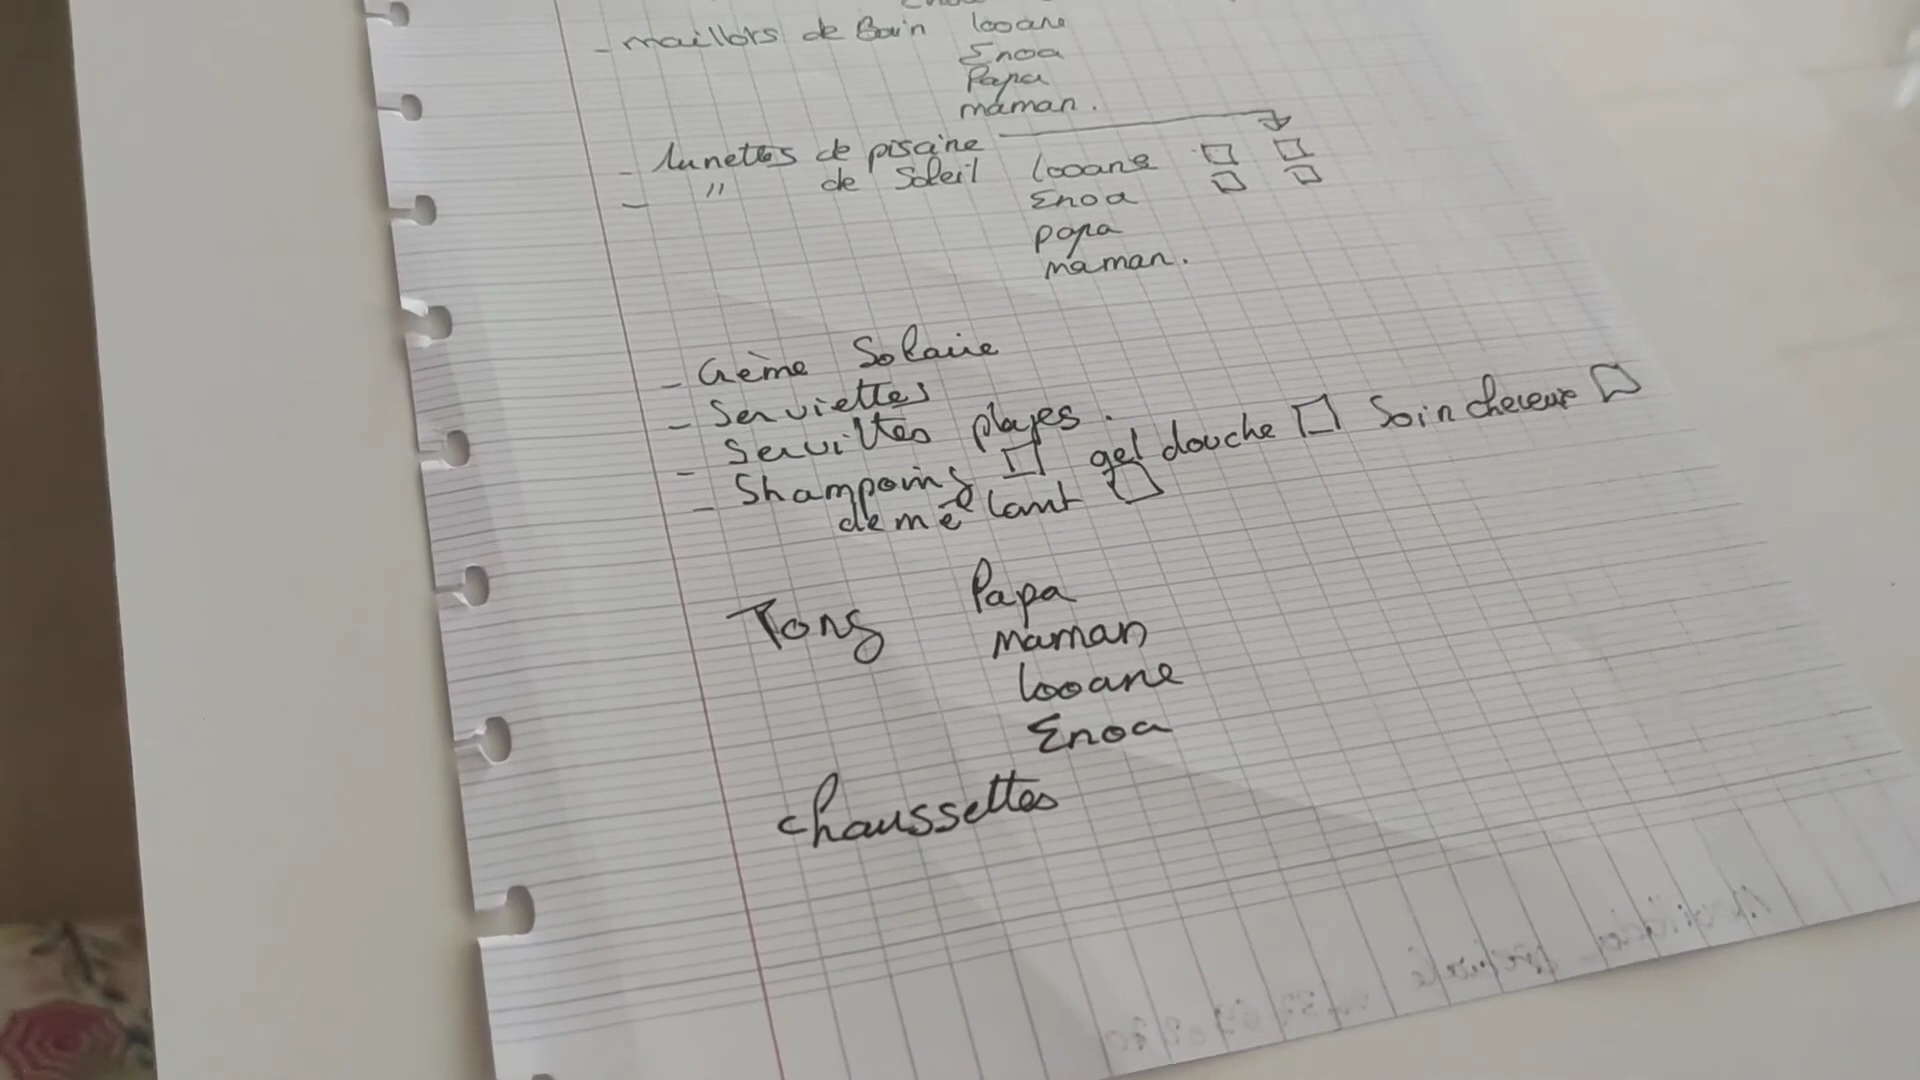 - maillots de Bain Looane
Enoa
Papa
maman.
- lunettes de piscine
- " de Soleil Looane □ □
Enoa □ □
papa
maman.
- Crème Solaire
- Serviettes
- Serviettes plages.
- Shampoing □ gel douche □ Soin cheveux □
démêlant □
Tong Papa
maman
Looane
Enoa
chaussettes